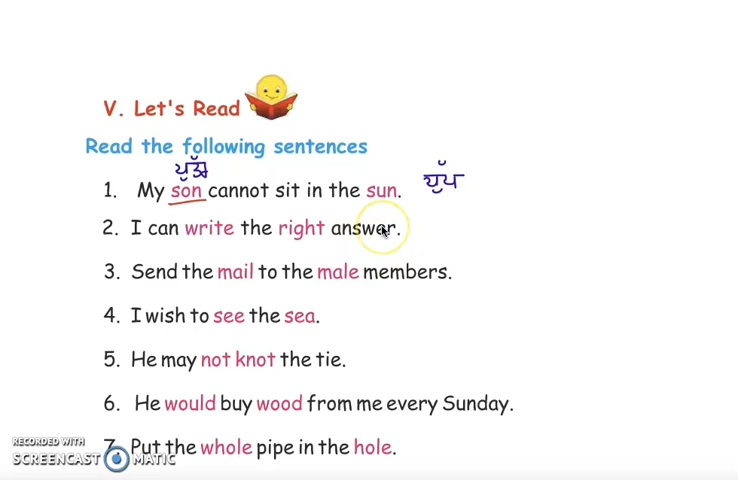 V. Let's Read
Read the following sentences
ਪੁੱਤ
1. My son cannot sit in the sun. ਧੁੱਪ
2. I can write the right answer.
3. Send the mail to the male members.
4. I wish to see the sea.
5. He may not knot the tie.
6. He would buy wood from me every Sunday.
7. Put the whole pipe in the hole.
RECORDED WITH
SCREENCAST MATIC